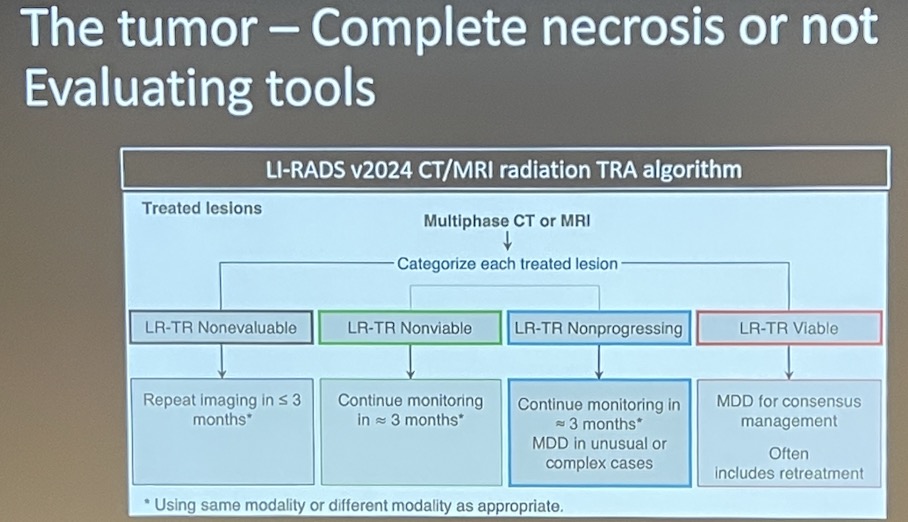 The tumor – Complete necrosis or not
Evaluating tools
LI-RADS v2024 CT/MRI radiation TRA algorithm
Treated lesions
Multiphase CT or MRI
Categorize each treated lesion
LR-TR Nonevaluable
LR-TR Nonviable
LR-TR Nonprogressing
LR-TR Viable
Repeat imaging in ≤ 3
months*
Continue monitoring
in ≈ 3 months*
Continue monitoring in
≈ 3 months*
MDD in unusual or
complex cases
MDD for consensus
management
Often
includes retreatment
* Using same modality or different modality as appropriate.